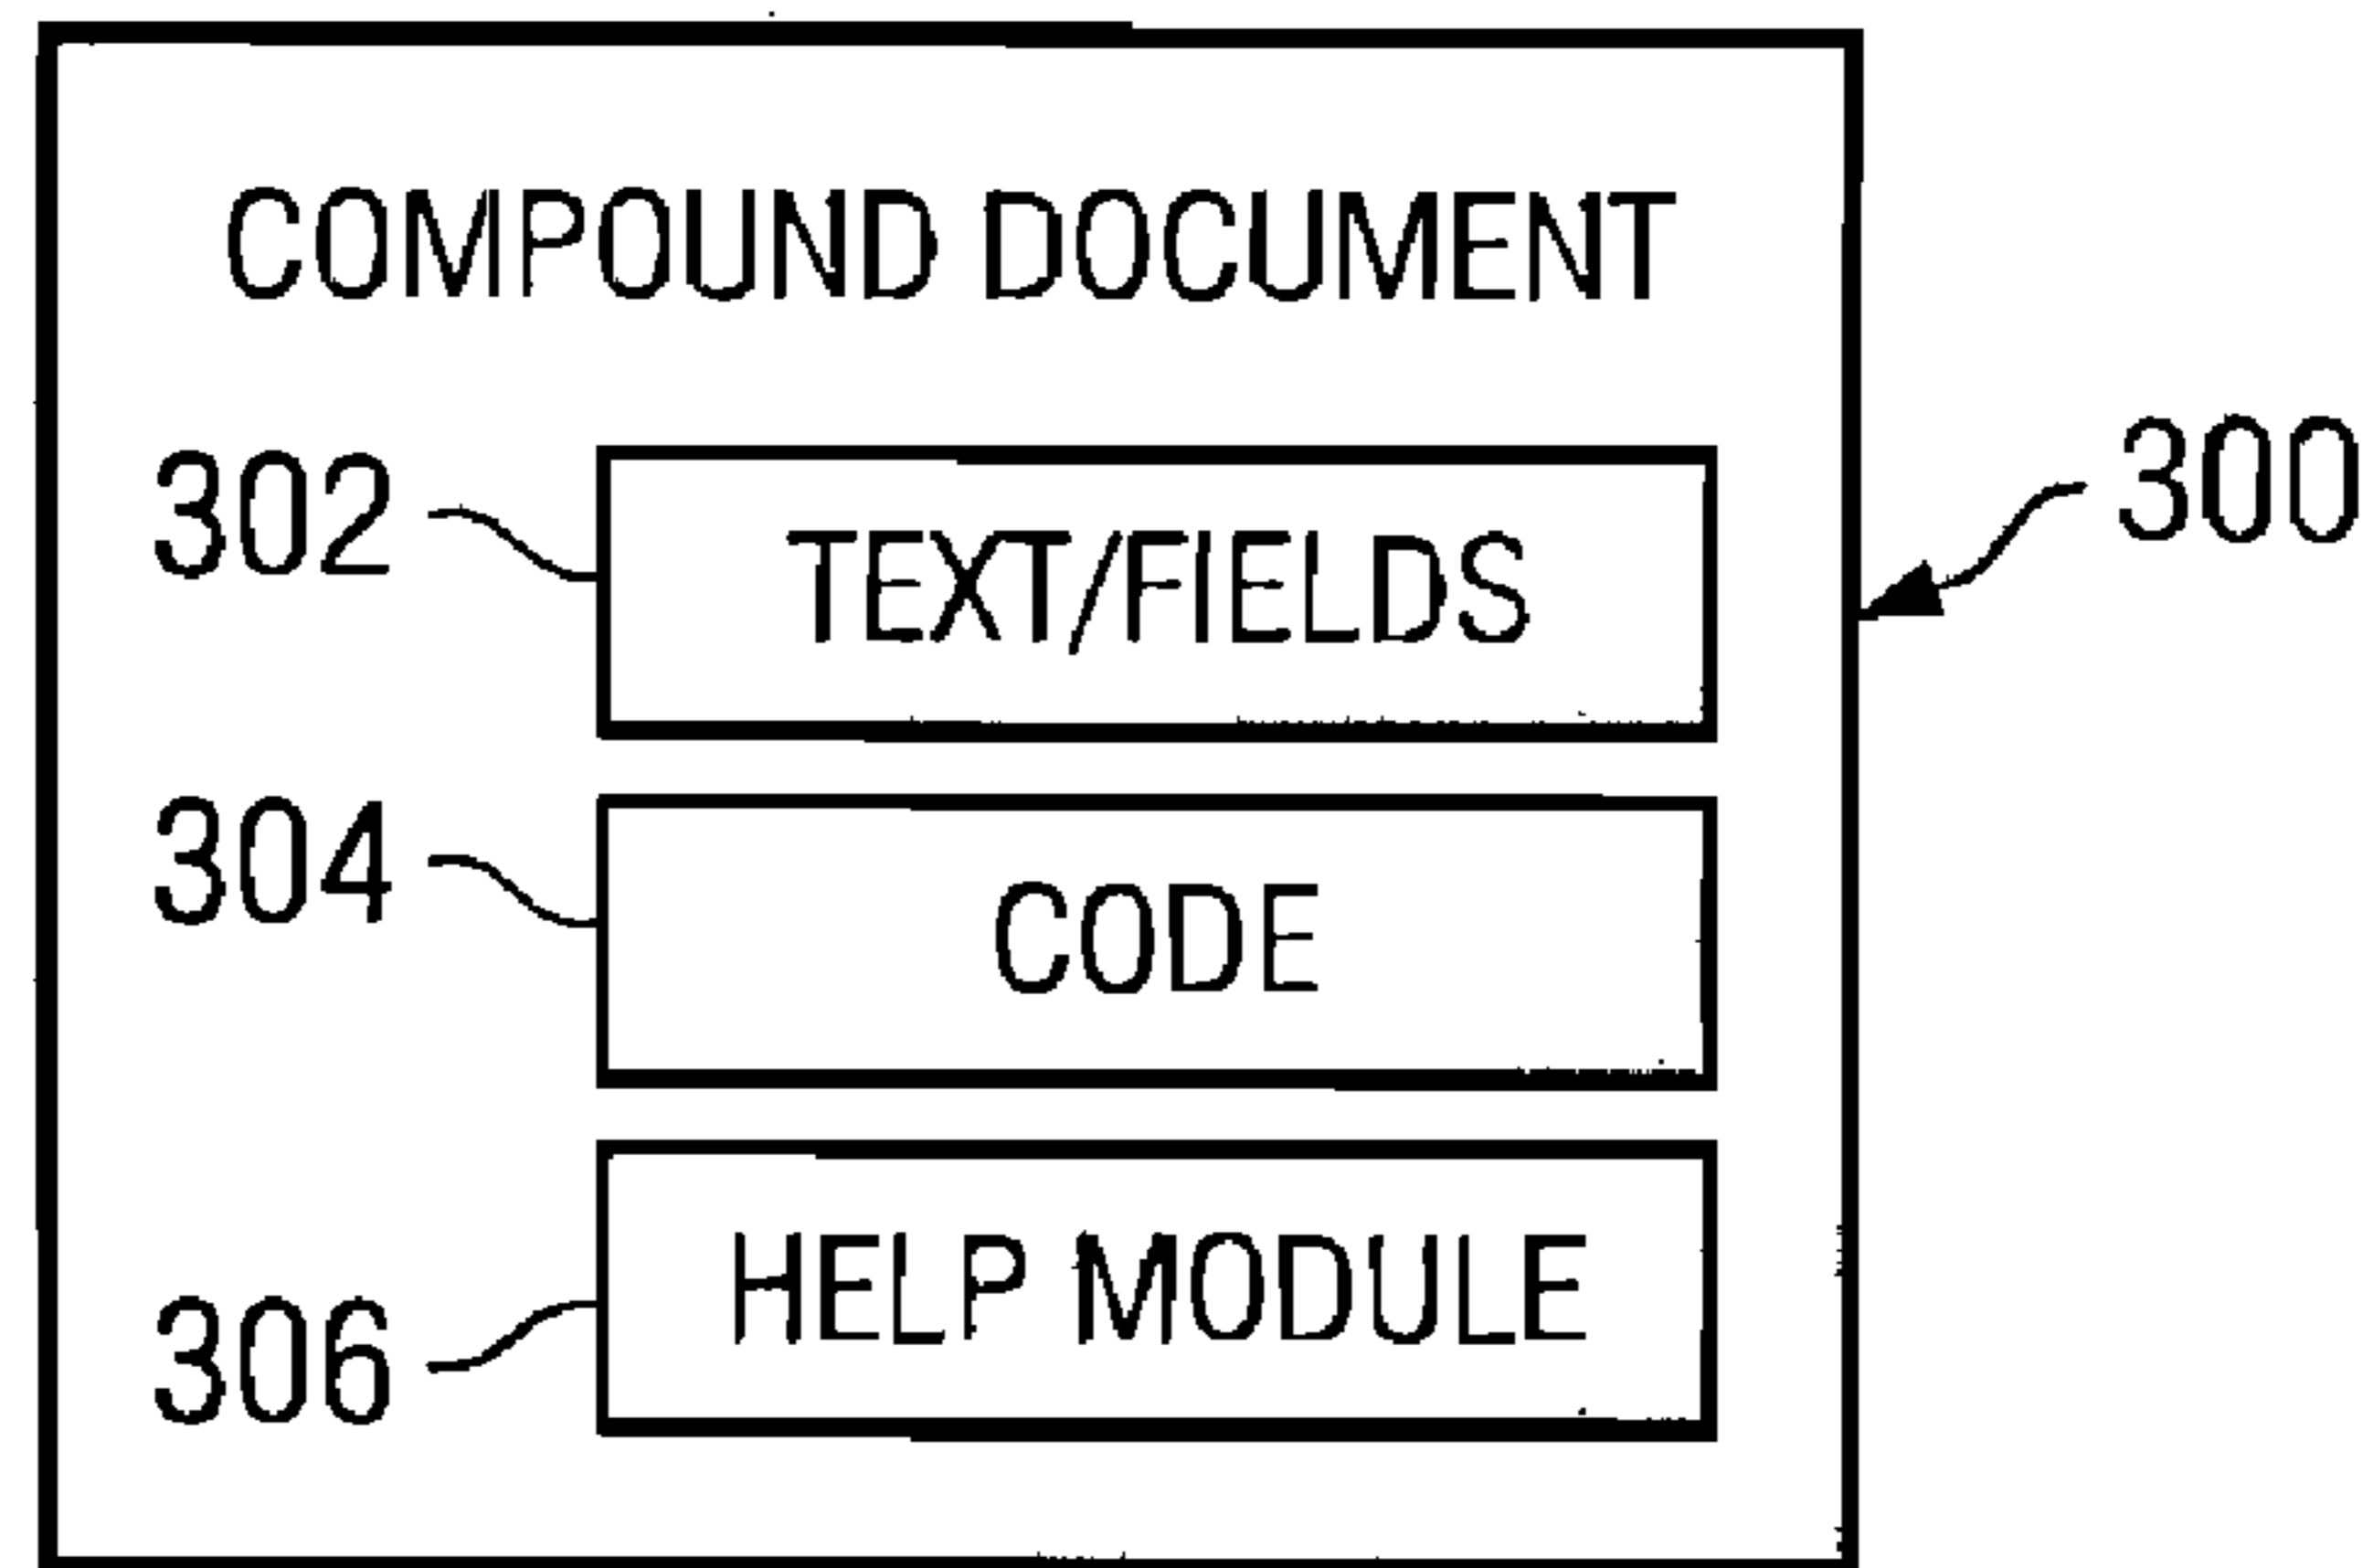 COMPOUND DOCUMENT
302
TEXT/FIELDS
300
304
CODE
306
HELP MODULE